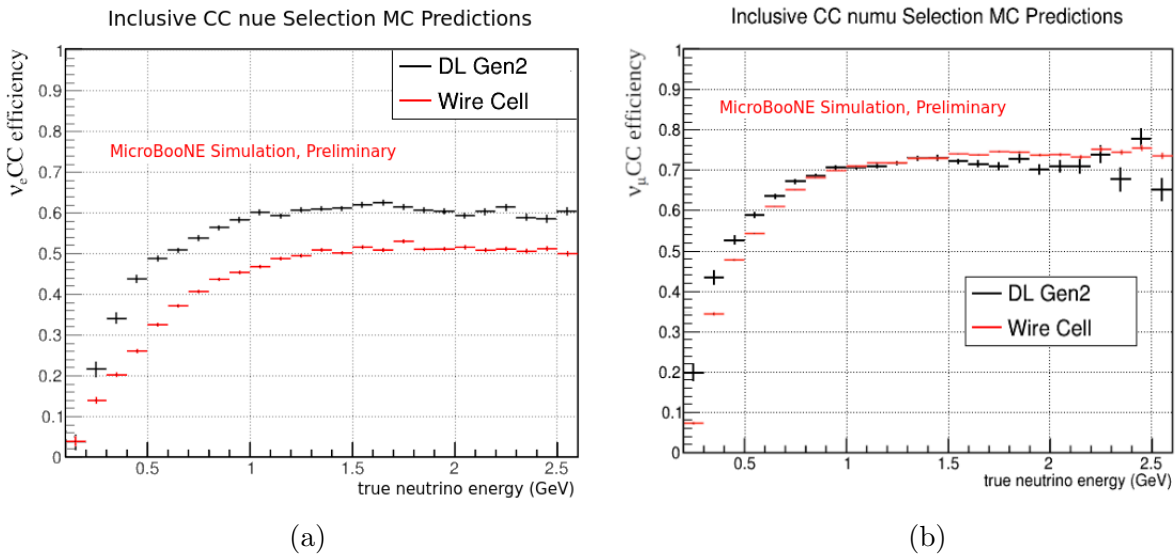 Inclusive CC nue Selection MC Predictions
1
0.9
0.8
0.7
0.6
0.5
0.4
0.3
0.2
0.1
0
νeCC efficiency
DL Gen2
Wire Cell
MicroBooNE Simulation, Preliminary
0.5
1
1.5
2
2.5
true neutrino energy (GeV)
(a)
Inclusive CC numu Selection MC Predictions
1
0.9
0.8
0.7
0.6
0.5
0.4
0.3
0.2
0.1
0
νμCC efficiency
MicroBooNE Simulation, Preliminary
DL Gen2
Wire Cell
0.5
1
1.5
2
2.5
true neutrino energy (GeV)
(b)